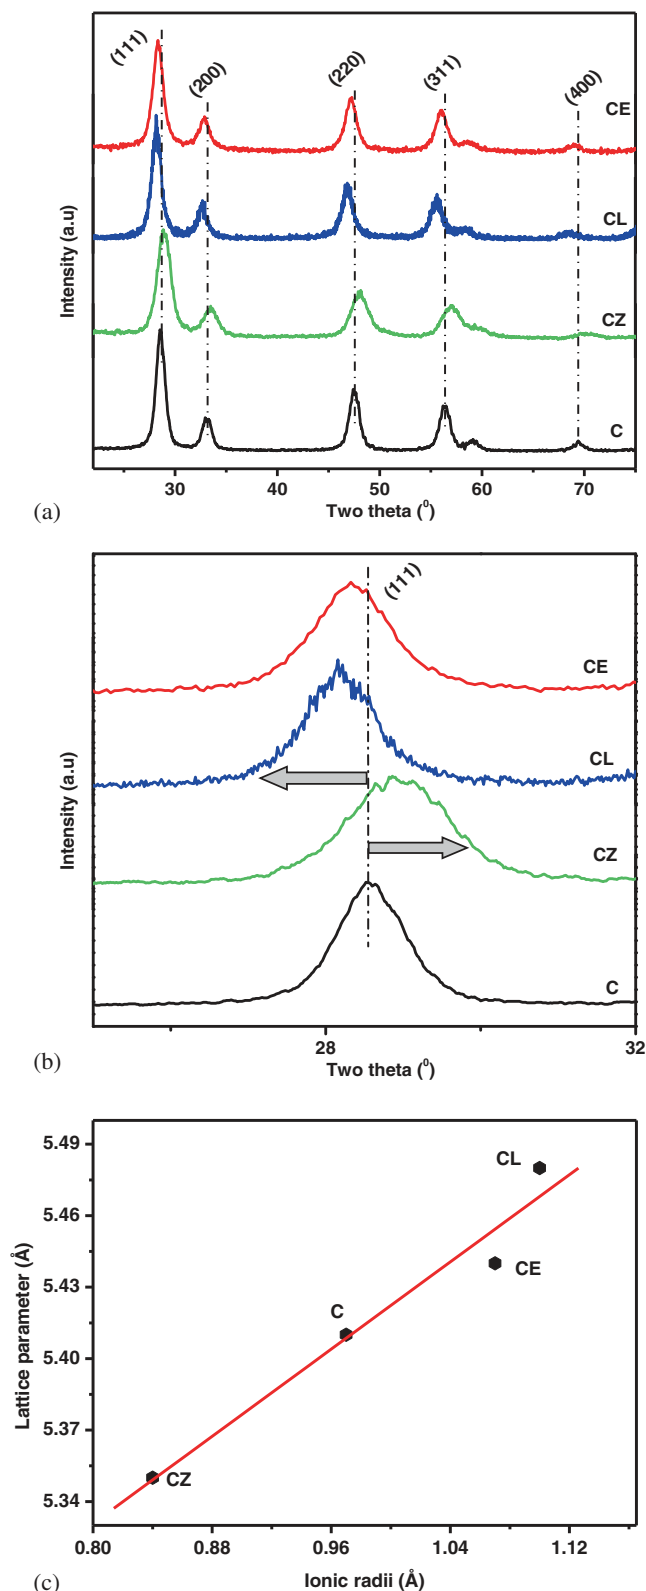 (111)
(200)
(220)
(311)
(400)
CE
CL
CZ
C
Intensity (a.u)
30
40
50
60
70
Two theta (⁰)
(a)
(111)
CE
CL
CZ
C
Intensity (a.u)
28
32
Two theta (⁰)
(b)
5.49
5.46
5.43
5.40
5.37
5.34
Lattice parameter (Å)
CL
CE
C
CZ
0.80
0.88
0.96
1.04
1.12
Ionic radii (Å)
(c)